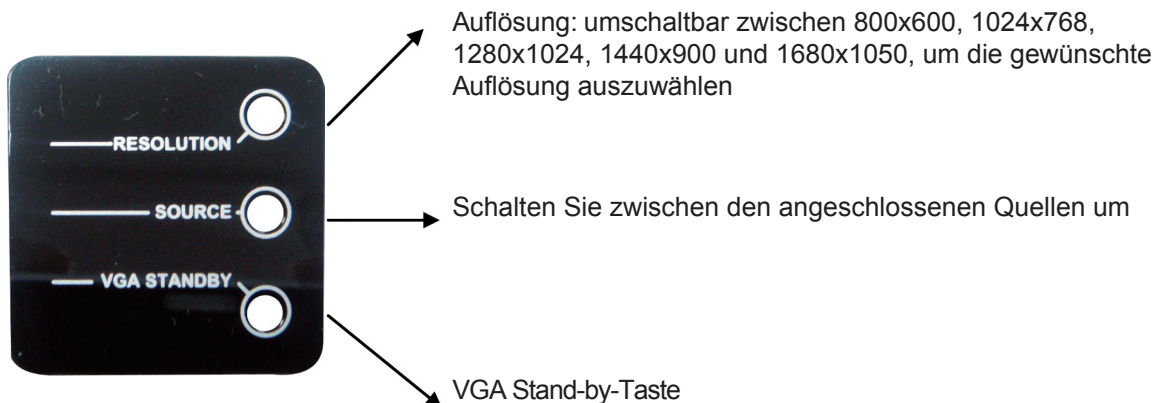 Auflösung: umschaltbar zwischen 800x600, 1024x768,
1280x1024, 1440x900 und 1680x1050, um die gewünschte
Auflösung auszuwählen
RESOLUTION
SOURCE
Schalten Sie zwischen den angeschlossenen Quellen um
VGA STANDBY
VGA Stand-by-Taste